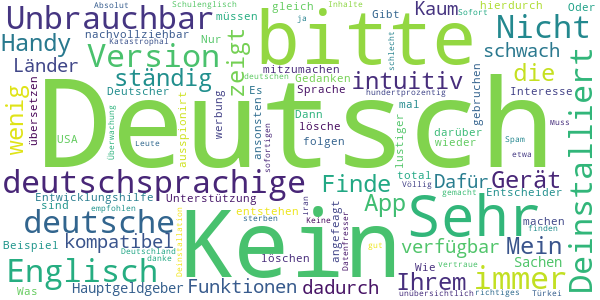 Absolut
Schulenglisch
Inhalte
Unbrauchbar
bitte
Kaum
hierdurch
Oder
nachvollziehbar
ja
Gibt
müssen
gleich
Sofort
Nicht
Katastrophal
Nur
Handy
Version
zeigt
mitzumachen
deutschen
schlecht
schwach
Länder
ständig
Gedanken
intuitiv
die
wenig
übersetzen
Deutscher
Es
Sprache
hundertprozentig
gebruchen
Interesse
Deutsch
USA
Überwachung
ausspioniert
werbung
ansonsten
Dann
mal
darüber
lösche
lustiger
wieder
Leute
sofortigen
folgen
Spam
etwa
Muss
Deinstalliert
deutschsprachige
Finde
App
total
Völlig
Dafür
Gerät
Entscheider
gemacht
Entwicklungshilfe
Unterstützung
sind
empfohlen
deutsche
Kein
Sehr
entstehen
sterben
iran
Keine
angefragt
Datenfresser
machen
finden
Beispiel
Deutschland
kompatibel
danke
Deinstallation
löschen
gut
verfügbar
Mein
Was
Englisch
Wie
Sachen
vertraue
Ihrem
immer
Hauptgeldgeber
Funktionen
dadurch
unübersichtlich
richtiges
Türkei